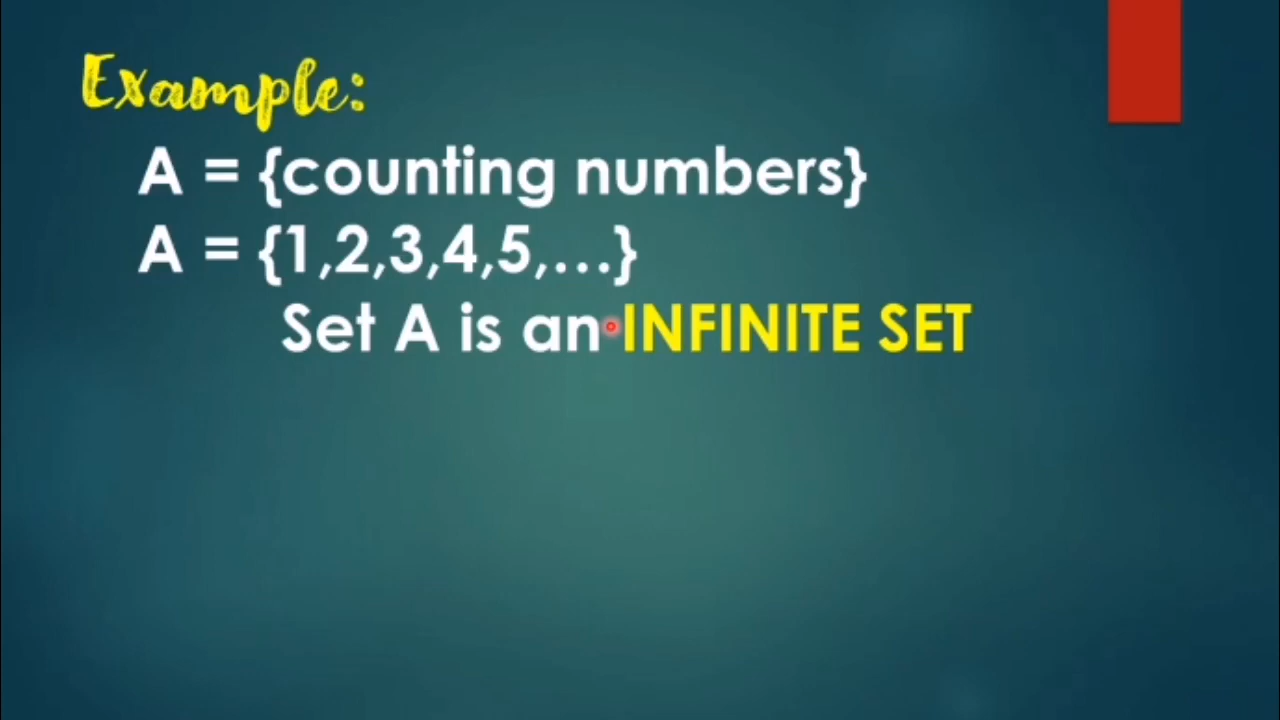 Example:
A = {counting numbers}
A = {1,2,3,4,5,...}
Set A is an INFINITE SET